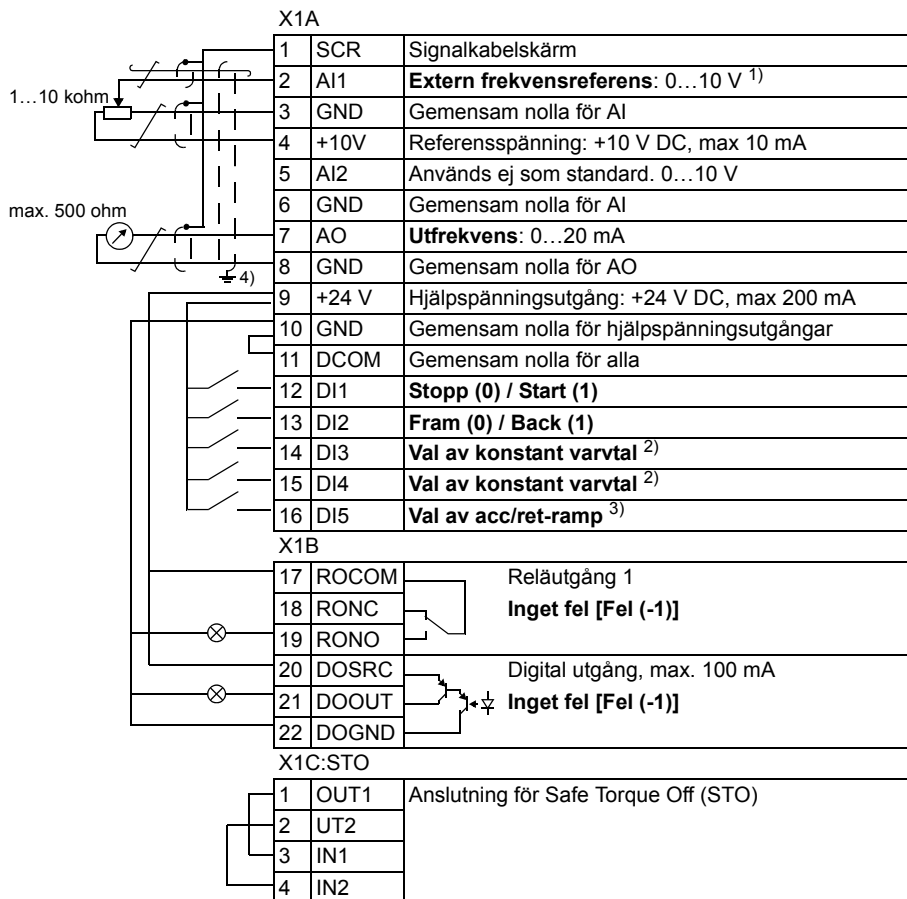 X1A
1 SCR Signalkabelskärm
2 AI1 Extern frekvensreferens: 0…10 V 1)
1…10 kohm
3 GND Gemensam nolla för AI
4 +10V Referensspänning: +10 V DC, max 10 mA
5 AI2 Används ej som standard. 0…10 V
max. 500 ohm
6 GND Gemensam nolla för AI
7 AO Utfrekvens: 0…20 mA
8 GND Gemensam nolla för AO
4)
9 +24 V Hjälpspänningsutgång: +24 V DC, max 200 mA
10 GND Gemensam nolla för hjälpspänningsutgångar
11 DCOM Gemensam nolla för alla
12 DI1 Stopp (0) / Start (1)
13 DI2 Fram (0) / Back (1)
14 DI3 Val av konstant varvtal 2)
15 DI4 Val av konstant varvtal 2)
16 DI5 Val av acc/ret-ramp 3)
X1B
17 ROCOM Reläutgång 1
18 RONC Inget fel [Fel (-1)]
19 RONO
20 DOSRC Digital utgång, max. 100 mA
21 DOOUT Inget fel [Fel (-1)]
22 DOGND
X1C:STO
1 OUT1 Anslutning för Safe Torque Off (STO)
2 UT2
3 IN1
4 IN2